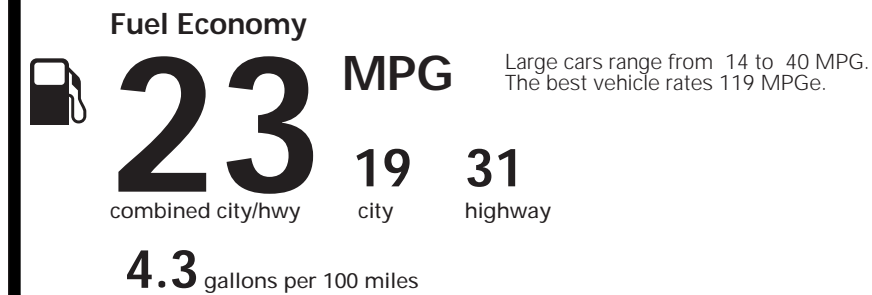 Fuel Economy
23 MPG
Large cars range from 14 to 40 MPG.
The best vehicle rates 119 MPGe.
19 31
combined city/hwy city highway
4.3 gallons per 100 miles